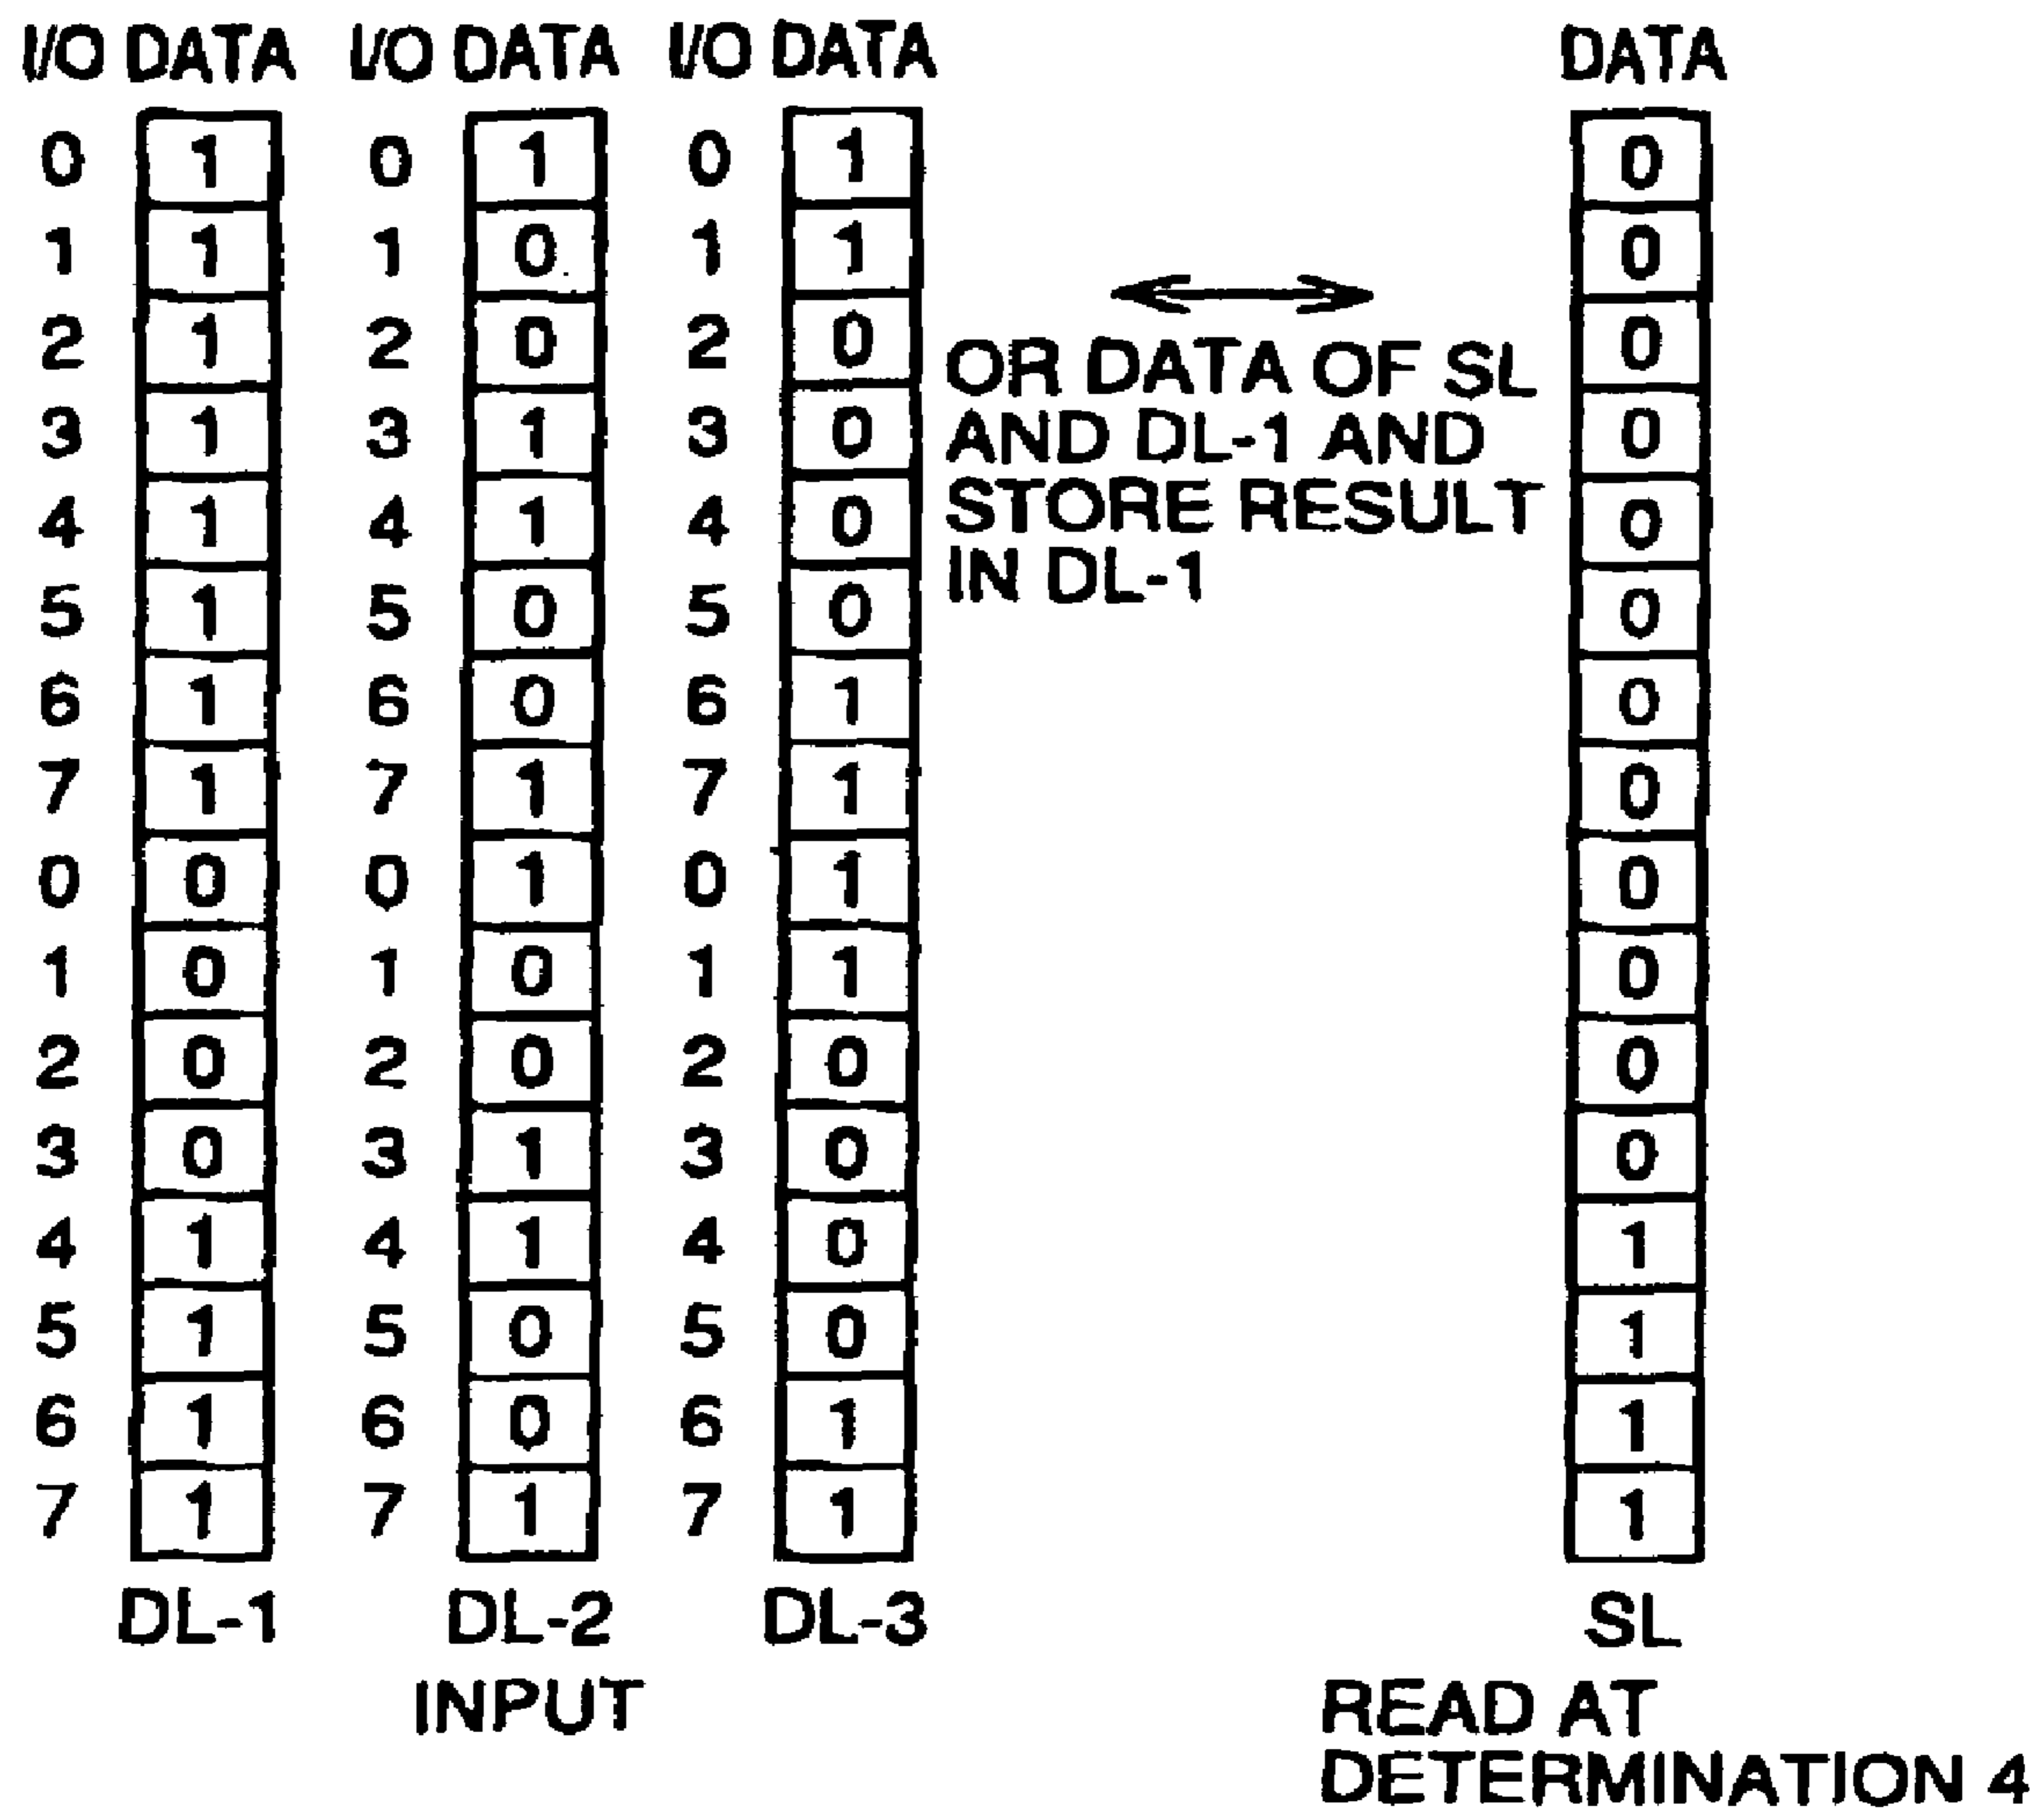 I/O DATA I/O DATA I/O DATA DATA
0 1 0 1 0 1 0
1 1 1 0 1 1 0
2 1 2 0 2 0 0
3 1 3 1 3 0 0
4 1 4 1 4 0 0
5 1 5 0 5 0 0
6 1 6 0 6 1 0
7 1 7 1 7 1 0
0 0 0 1 0 1 0
1 0 1 0 1 1 0
2 0 2 0 2 0 0
3 0 3 1 3 0 0
4 1 4 1 4 0 1
5 1 5 0 5 0 1
6 1 6 0 6 1 1
7 1 7 1 7 1 1
OR DATA OF SL
AND DL-1 AND
STORE RESULT
IN DL-1
DL-1 DL-2 DL-3 SL
INPUT
READ AT
DETERMINATION 4